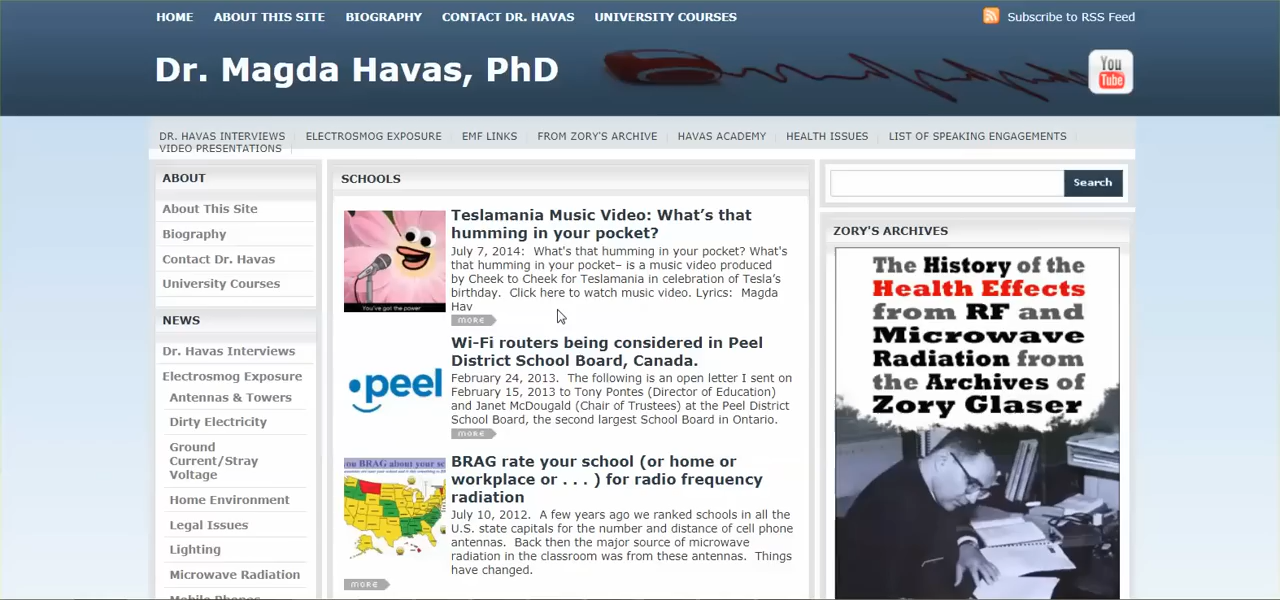 HOME ABOUT THIS SITE BIOGRAPHY CONTACT DR. HAVAS UNIVERSITY COURSES
Subscribe to RSS Feed
Dr. Magda Havas, PhD
You
Tube
DR. HAVAS INTERVIEWS ELECTROSMOG EXPOSURE EMF LINKS FROM ZORY'S ARCHIVE HAVAS ACADEMY HEALTH ISSUES LIST OF SPEAKING ENGAGEMENTS
VIDEO PRESENTATIONS
ABOUT
About This Site
Biography
Contact Dr. Havas
University Courses
NEWS
Dr. Havas Interviews
Electrosmog Exposure
Antennas & Towers
Dirty Electricity
Ground
Current/Stray
Voltage
Home Environment
Legal Issues
Lighting
Microwave Radiation
Mobile Phones
SCHOOLS
You've got the power
Teslamania Music Video: What's that
humming in your pocket?
July 7, 2014: What's that humming in your pocket? What's
that humming in your pocket– is a music video produced
by Cheek to Cheek for Teslamania in celebration of Tesla's
birthday. Click here to watch music video. Lyrics: Magda
Hav
MORE
peel
Wi-Fi routers being considered in Peel
District School Board, Canada.
February 24, 2013. The following is an open letter I sent on
February 15, 2013 to Tony Pontes (Director of Education)
and Janet McDougald (Chair of Trustees) at the Peel District
School Board, the second largest School Board in Ontario.
MORE
you BRAG about your sc
BRAG rate your school (or home or
workplace or . . . ) for radio frequency
radiation
July 10, 2012. A few years ago we ranked schools in all the
U.S. state capitals for the number and distance of cell phone
antennas. Back then the major source of microwave
radiation in the classroom was from these antennas. Things
have changed.
MORE
Search
ZORY'S ARCHIVES
The History of the
Health Effects
from RF and
Microwave
Radiation from
the Archives of
Zory Glaser